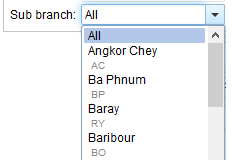 Sub branch: All
All
Angkor Chey
AC
Ba Phnum
BP
Baray
RY
Baribour
BO